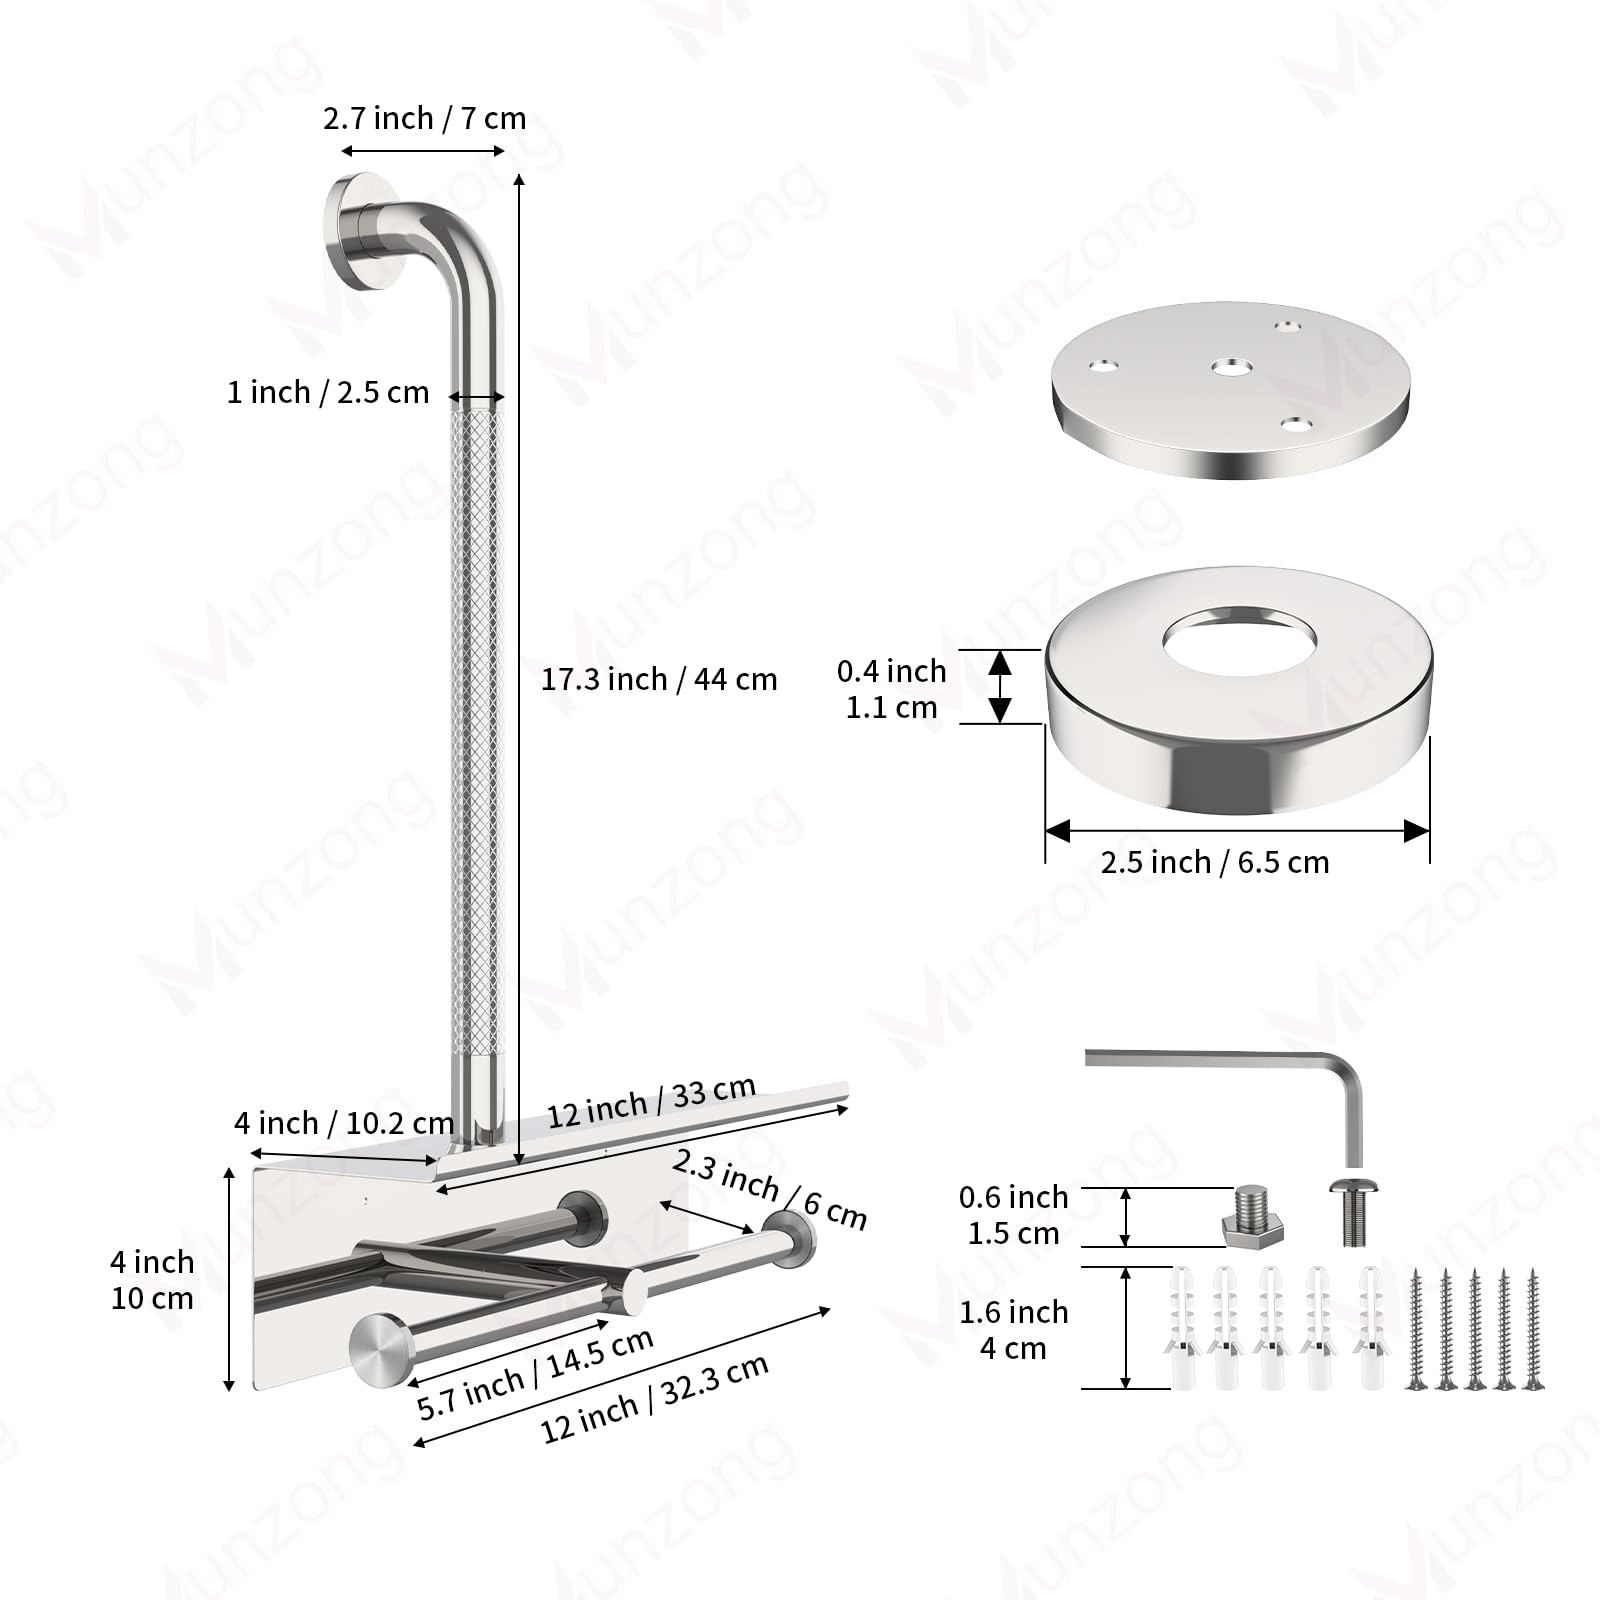 2.7 inch / 7 cm
1 inch / 2.5 cm
17.3 inch / 44 cm
0.4 inch
1.1 cm
2.5 inch / 6.5 cm
4 inch / 10.2 cm
12 inch / 33 cm
2.3 inch / 6 cm
4 inch
10 cm
5.7 inch / 14.5 cm
12 inch / 32.3 cm
0.6 inch
1.5 cm
1.6 inch
4 cm
Munzong